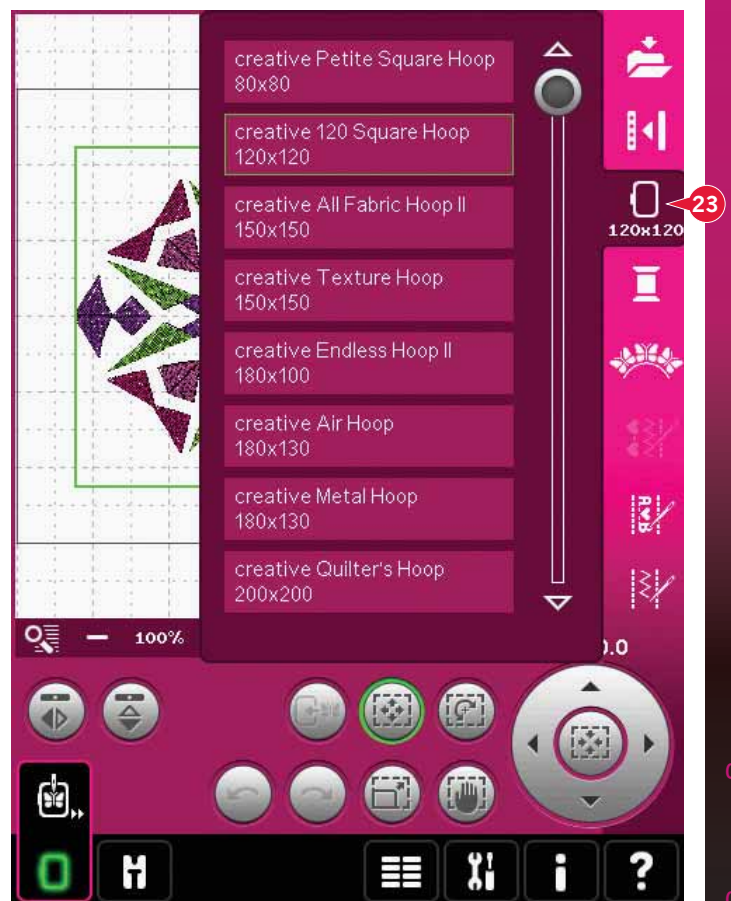 creative Petite Square Hoop
80x80
creative 120 Square Hoop
120x120
creative All Fabric Hoop II
150x150
creative Texture Hoop
150x150
creative Endless Hoop II
180x100
creative Air Hoop
180x130
creative Metal Hoop
180x130
creative Quilter's Hoop
200x200
23
120x120
A
B
100%
0.0
i
?